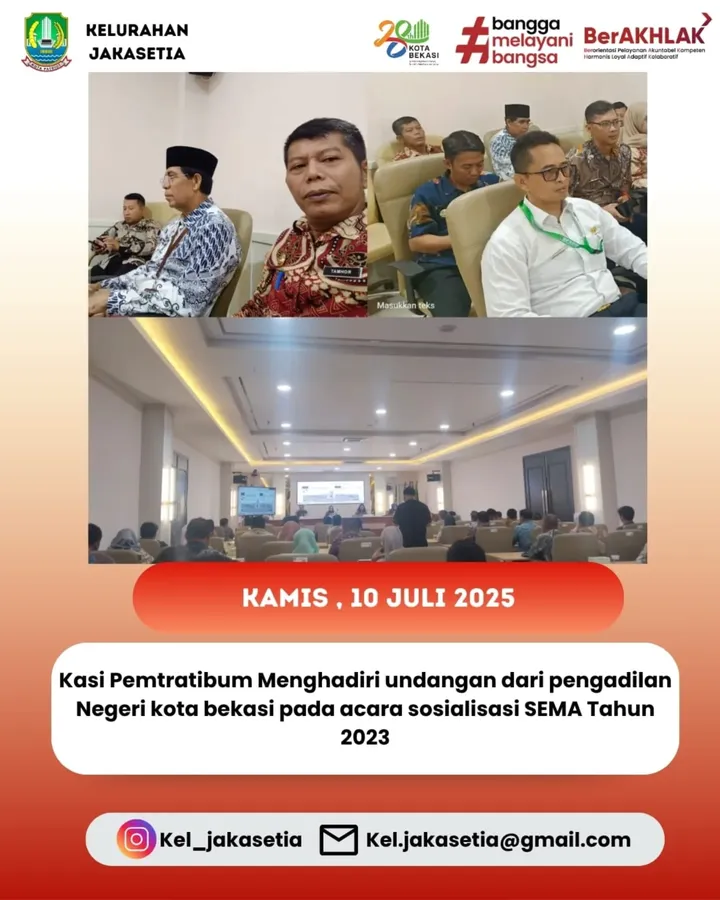 KELURAHAN
JAKASETIA
KOTA
BEKASI
#bangga
melayani
bangsa
BerAKHLAK
Berorientasi Pelayanan Akuntabel Kompeten
Harmonis Loyal Adaptif Kolaboratif
TAMHOR
Masukkan teks
KAMIS , 10 JULI 2025
Kasi Pemtratibum Menghadiri undangan dari pengadilan
Negeri kota bekasi pada acara sosialisasi SEMA Tahun
2023
Kel_jakasetia
Kel.jakasetia@gmail.com